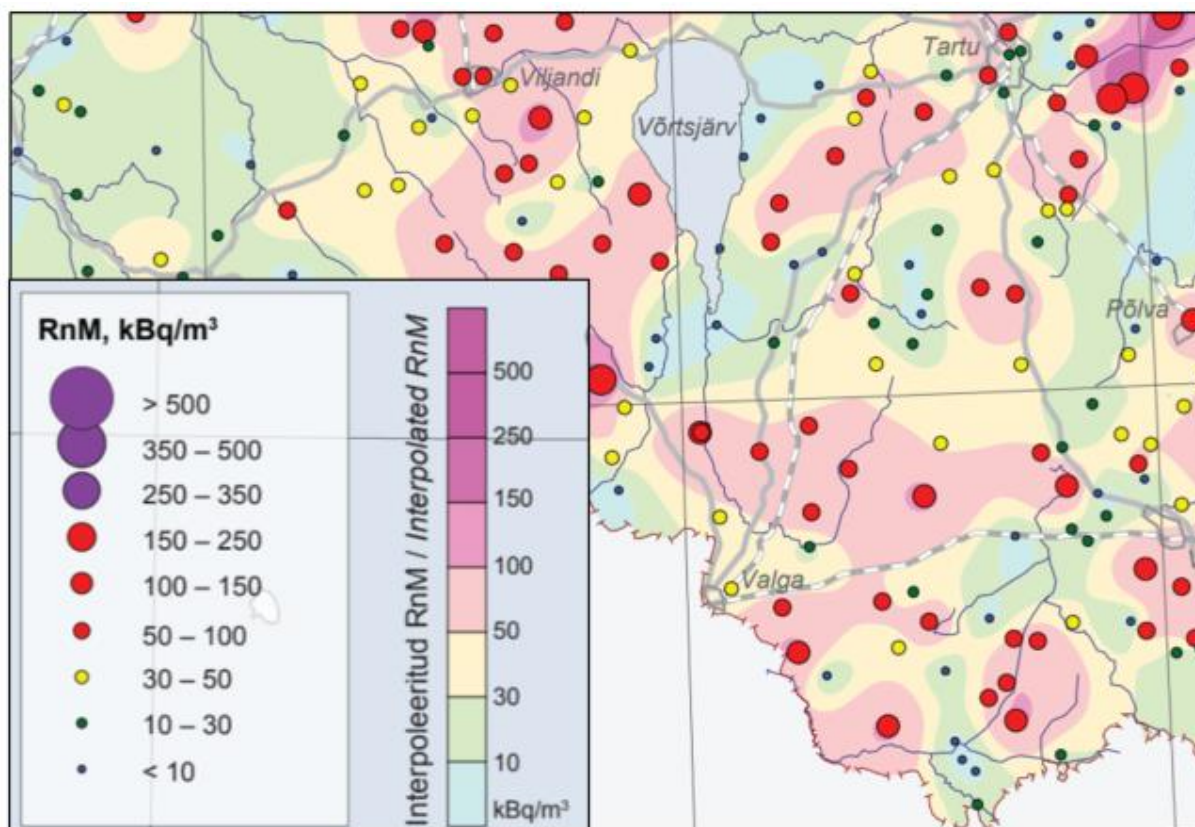 Tartu
Viljandi
Võrtsjärv
Põlva
Valga
RnM, kBq/m³
> 500
350 – 500
250 – 350
150 – 250
100 – 150
50 – 100
30 – 50
10 – 30
< 10
Interpoleeritud RnM / Interpolated RnM
500
250
150
100
50
30
10
kBq/m³